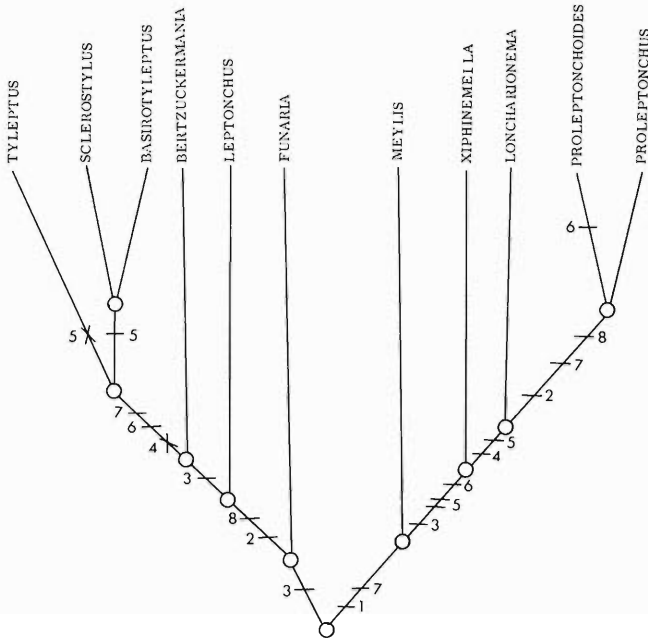 TYLEPTUS
SCLEROSTYLUS
BASIROTYLEPTUS
BERTZUCKERMANIA
LEPTONCHUS
FUNARIA
MEYLIS
XIPHINEMELLA
LONCHARIONEMA
PROLEPTONCHOIDES
PROLEPTONCHUS
6
5
5
8
7
7
2
6
5
4
4
3
6
5
8
3
2
3
7
1